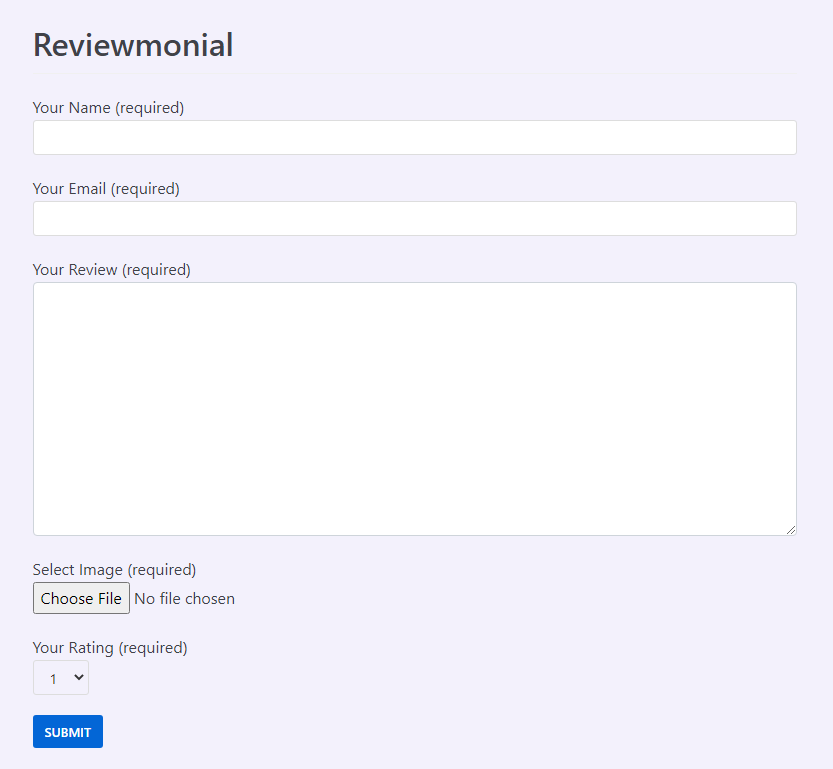 Reviewmonial
Your Name (required)
Your Email (required)
Your Review (required)
Select Image (required)
Choose File No file chosen
Your Rating (required)
1
SUBMIT